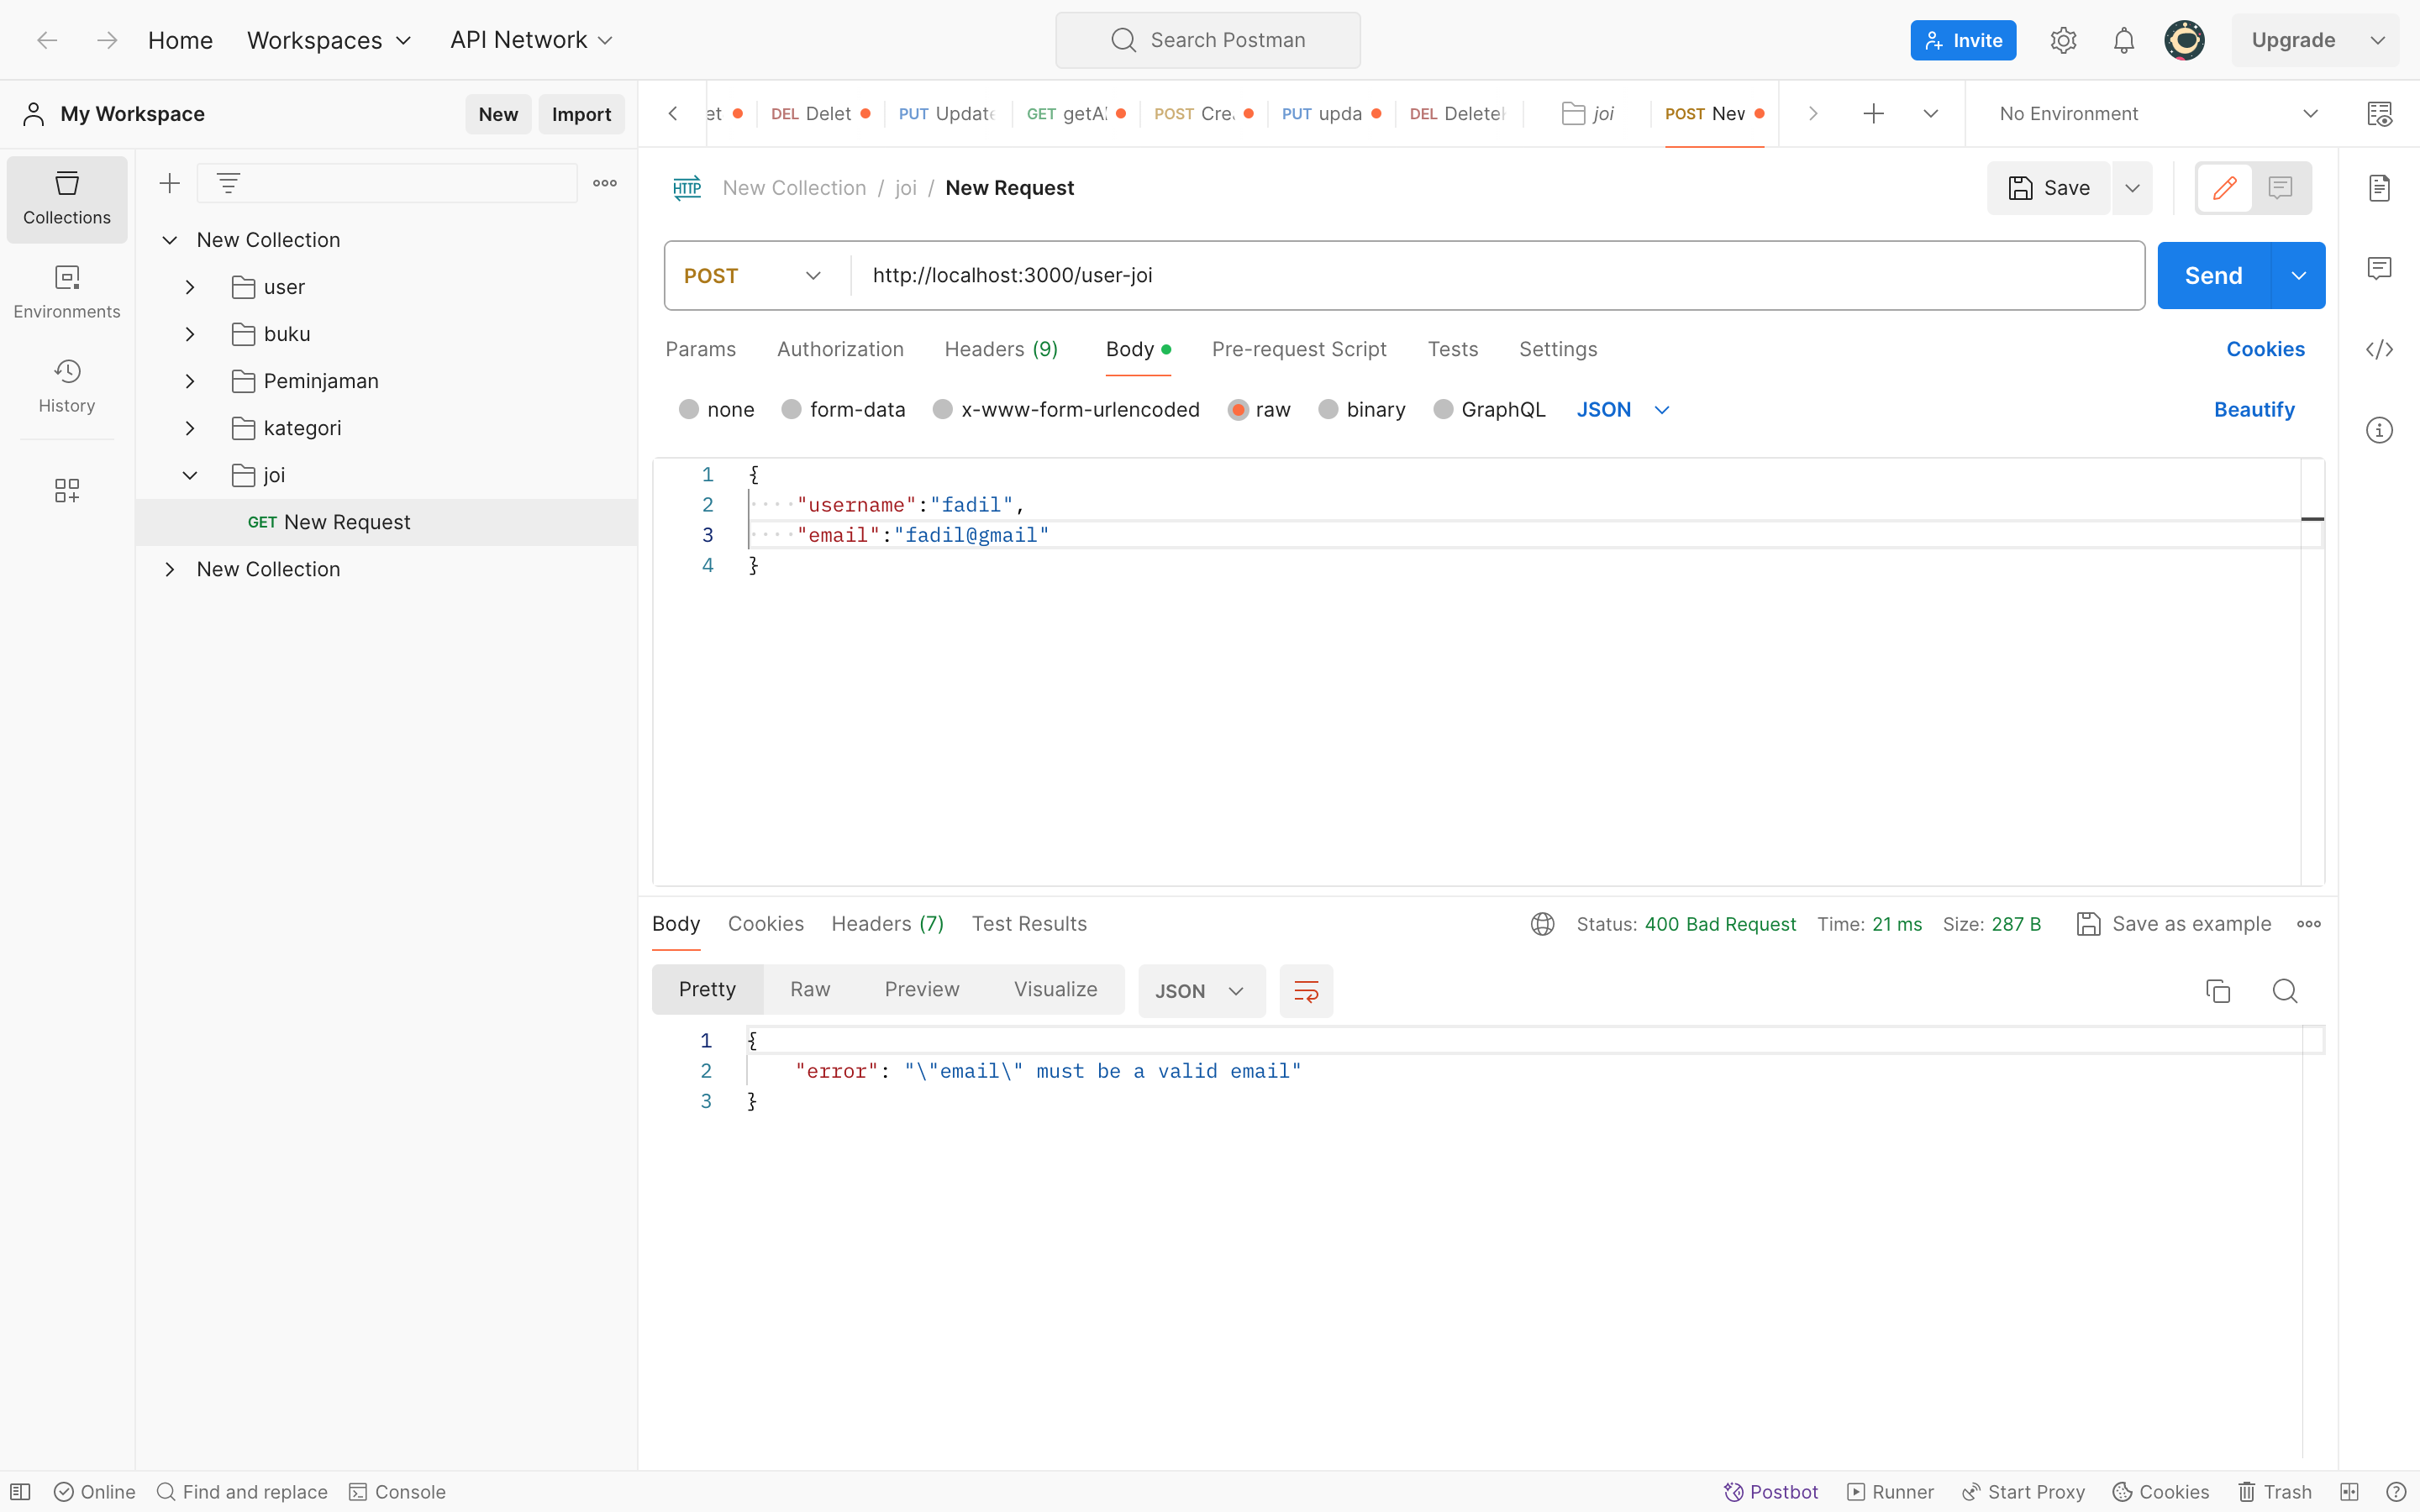 Home Workspaces API Network Search Postman Invite Upgrade
My Workspace New Import
et DEL Delet PUT Update GET getA POST Cre PUT upda DEL Delete joi POST New No Environment
Collections
Environments
History
New Collection
user
buku
Peminjaman
kategori
joi
GET New Request
New Collection
HTTP New Collection / joi / New Request Save
POST http://localhost:3000/user-joi Send
Params Authorization Headers (9) Body Pre-request Script Tests Settings Cookies
none form-data x-www-form-urlencoded raw binary GraphQL JSON Beautify
1 {
2 "username":"fadil",
3 "email":"fadil@gmail"
4 }
Body Cookies Headers (7) Test Results Status: 400 Bad Request Time: 21 ms Size: 287 B Save as example
Pretty Raw Preview Visualize JSON
1 {
2 "error": "\"email\" must be a valid email"
3 }
Online Find and replace Console Postbot Runner Start Proxy Cookies Trash